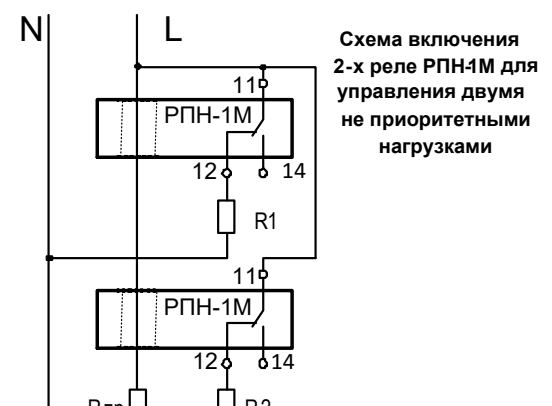 N
L
Схема включения
2-х реле РПН-1М для
управления двумя
не приоритетными
нагрузками
11
РПН-1М
12
14
R1
11
РПН-1М
12
14
R2